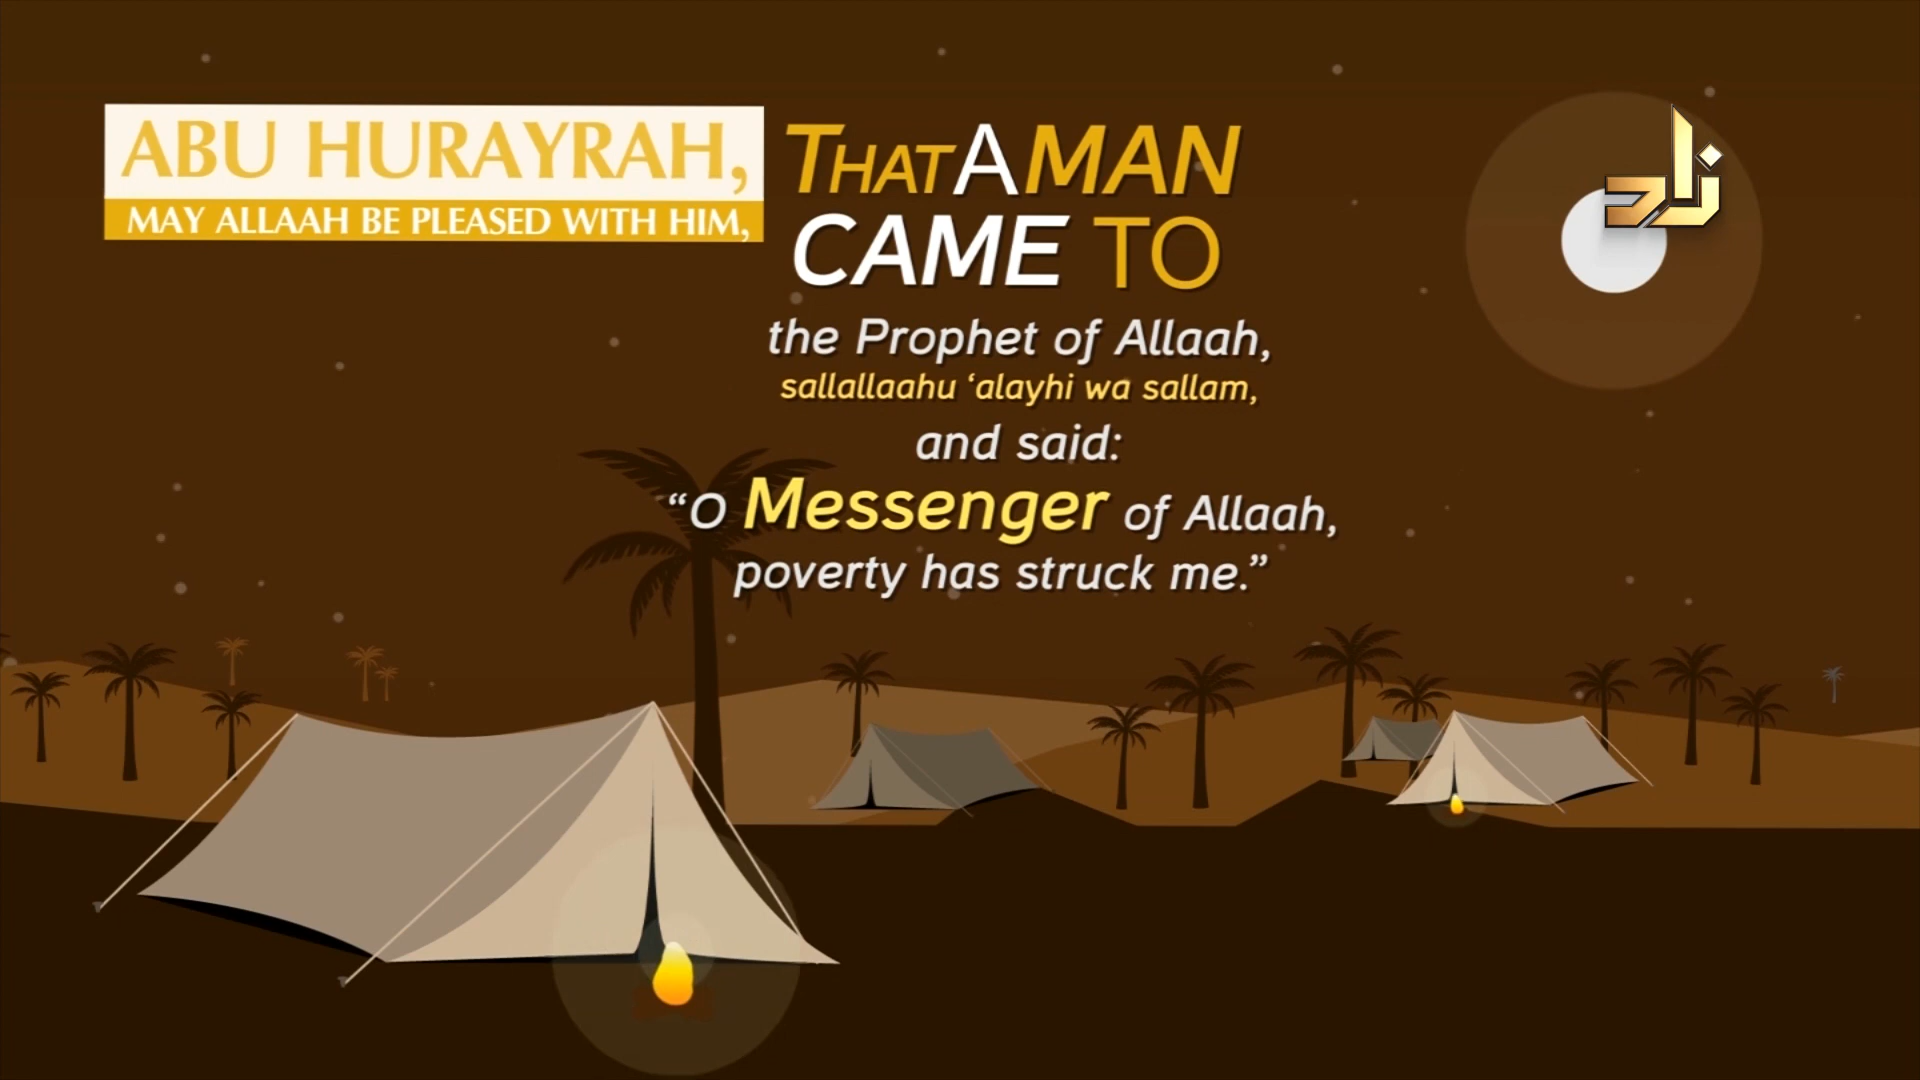 ABU HURAYRAH,
MAY ALLAAH BE PLEASED WITH HIM,
THAT A MAN
CAME TO
the Prophet of Allaah,
sallallaahu ‘alayhi wa sallam,
and said:
“O Messenger of Allaah,
poverty has struck me.”
زاد